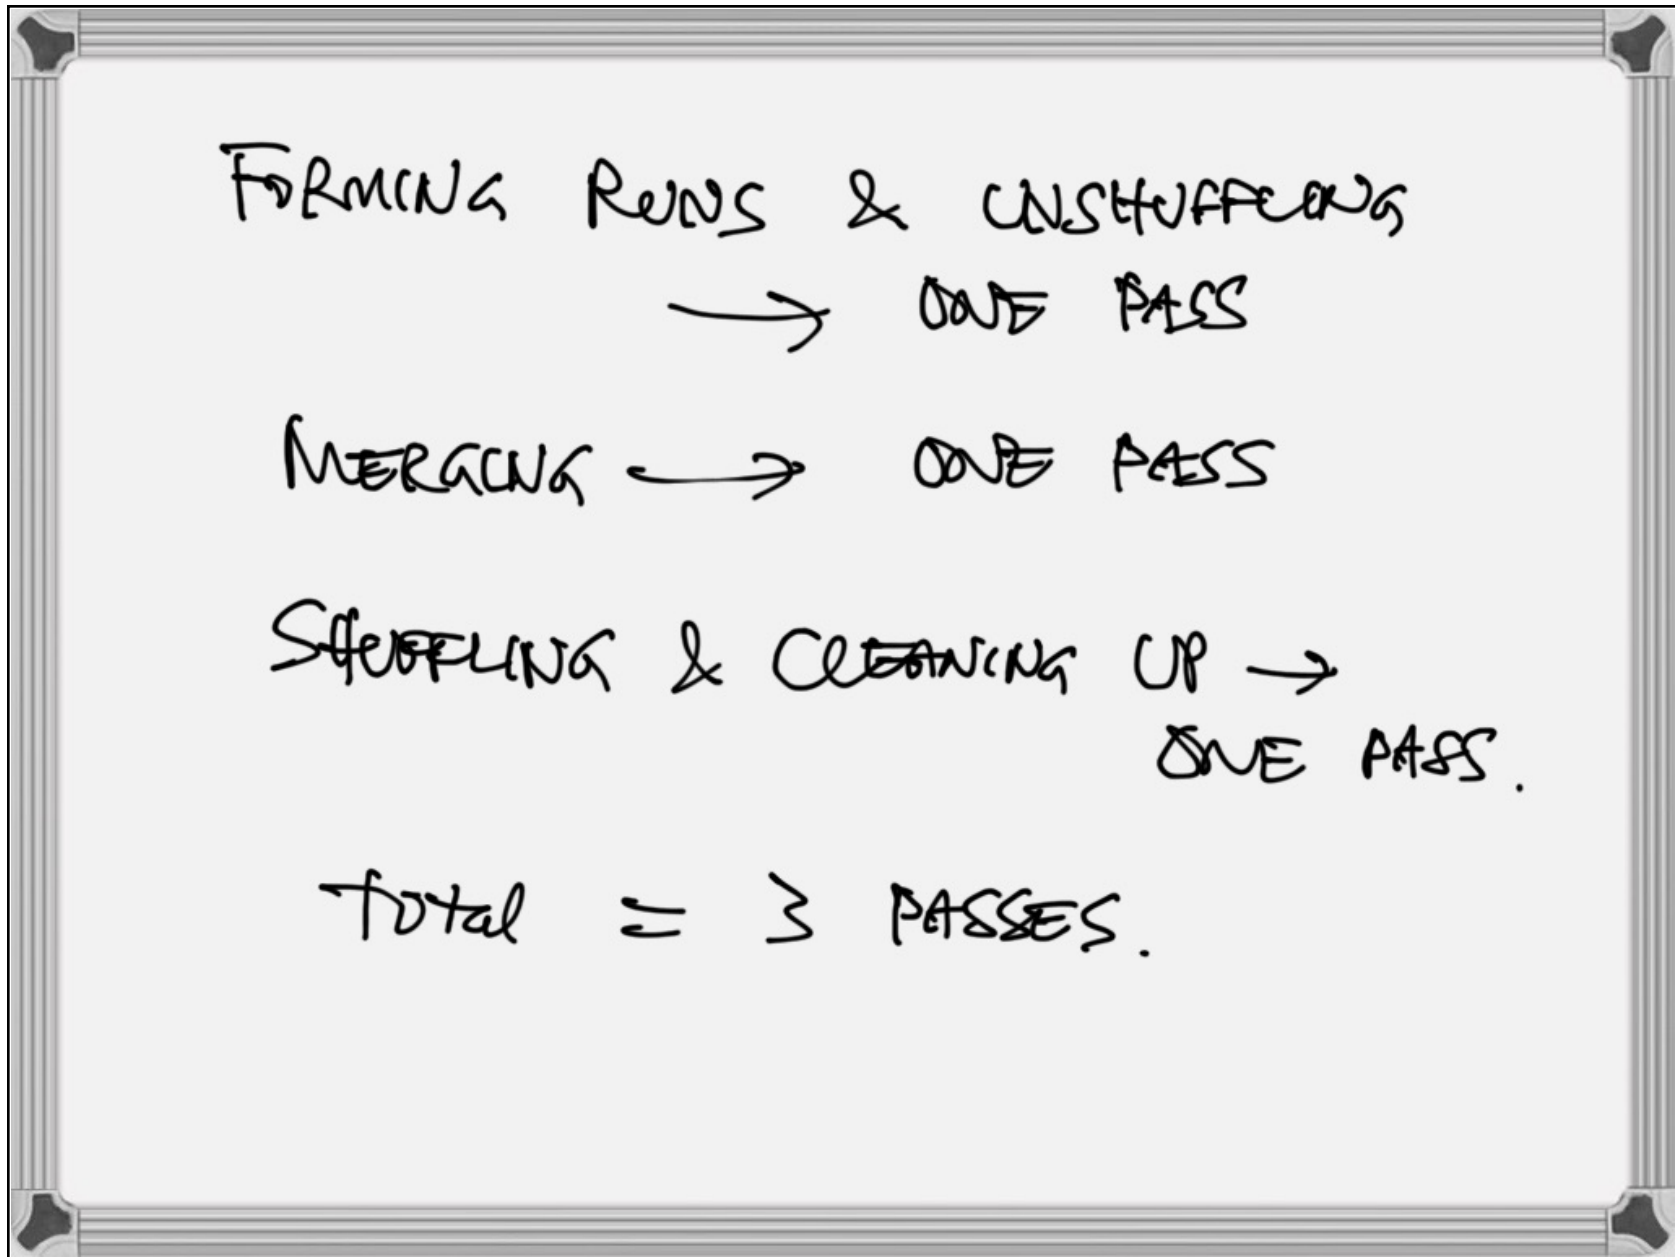 FORMING RUNS & UNSHUFFLING
→ ONE PASS
MERGING → ONE PASS
SHUFFLING & CLEANING UP →
ONE PASS.
Total = 3 PASSES.